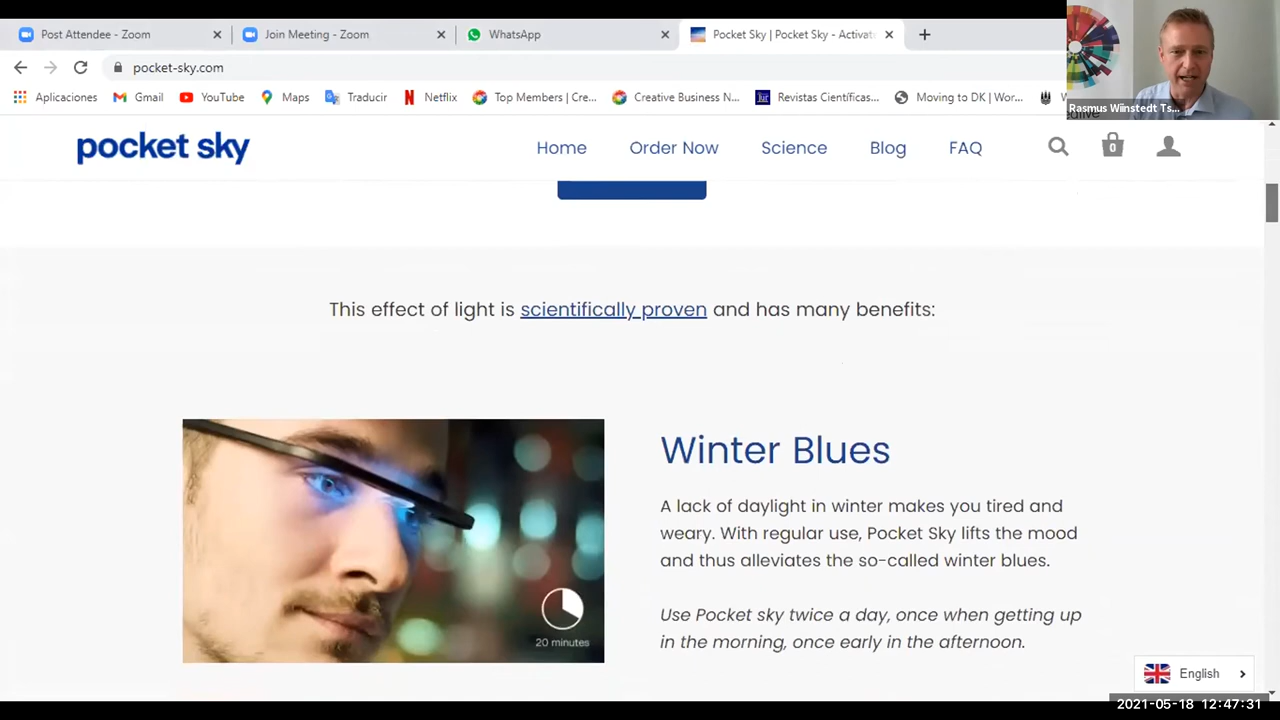 Post Attendee - Zoom
Join Meeting - Zoom
WhatsApp
Pocket Sky | Pocket Sky - Activat
pocket-sky.com
Aplicaciones
Gmail
YouTube
Maps
Traducir
Netflix
Top Members | Cre...
Creative Business N...
Revistas Científicas...
Moving to DK | Wor...
Rasmus Wiinstedt Ts...
pocket sky
Home
Order Now
Science
Blog
FAQ
0
This effect of light is scientifically proven and has many benefits:
20 minutes
Winter Blues
A lack of daylight in winter makes you tired and
weary. With regular use, Pocket Sky lifts the mood
and thus alleviates the so-called winter blues.
Use Pocket sky twice a day, once when getting up
in the morning, once early in the afternoon.
English
2021-05-18 12:47:31